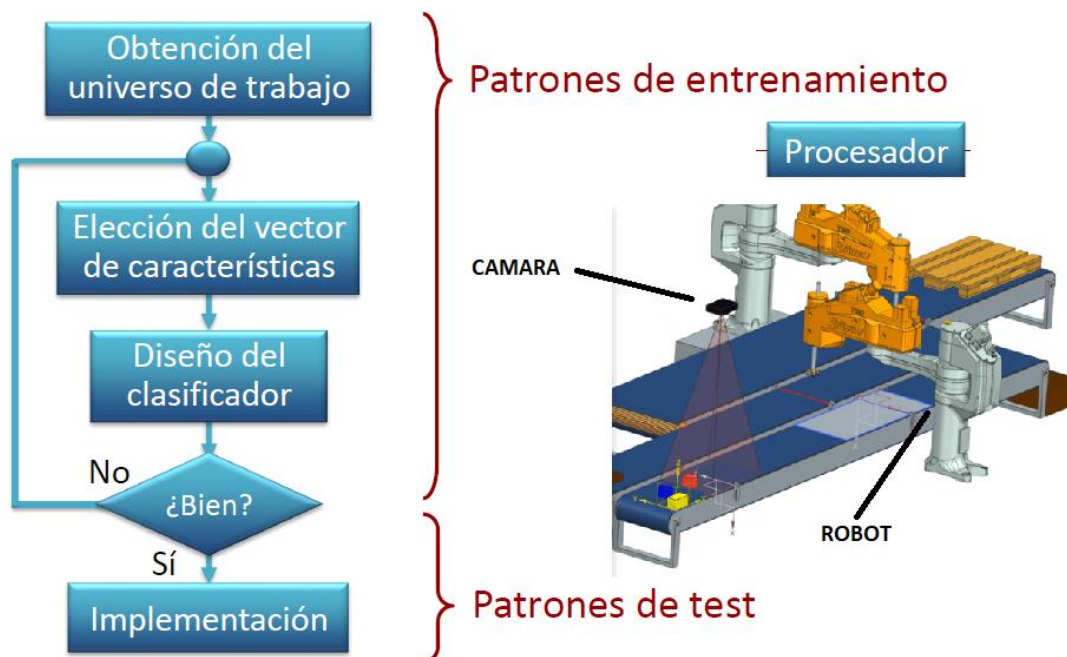 Obtención del
universo de trabajo
Elección del vector
de características
Diseño del
clasificador
No
¿Bien?
Sí
Implementación
Patrones de entrenamiento
Procesador
CAMARA
ROBOT
Patrones de test